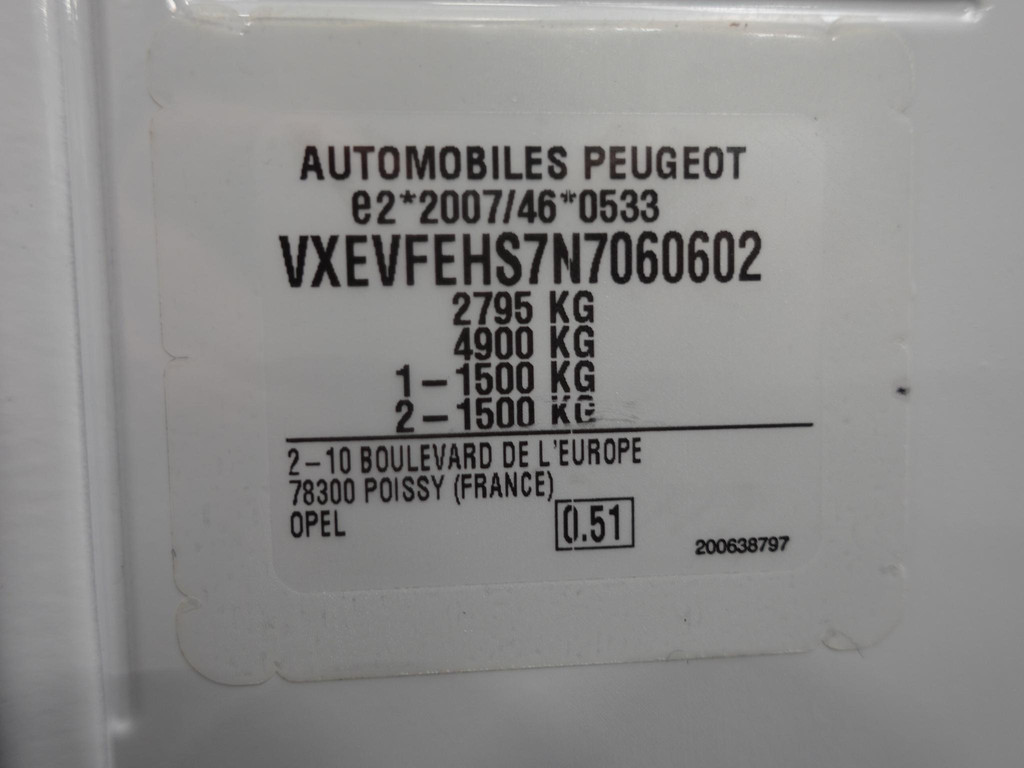 AUTOMOBILES PEUGEOT
e2*2007/46*0533
VXEVFEHS7N7060602
2795 KG
4900 KG
1-1500 KG
2-1500 KG
2-10 BOULEVARD DE L'EUROPE
78300 POISSY (FRANCE)
OPEL
0.51
200638797